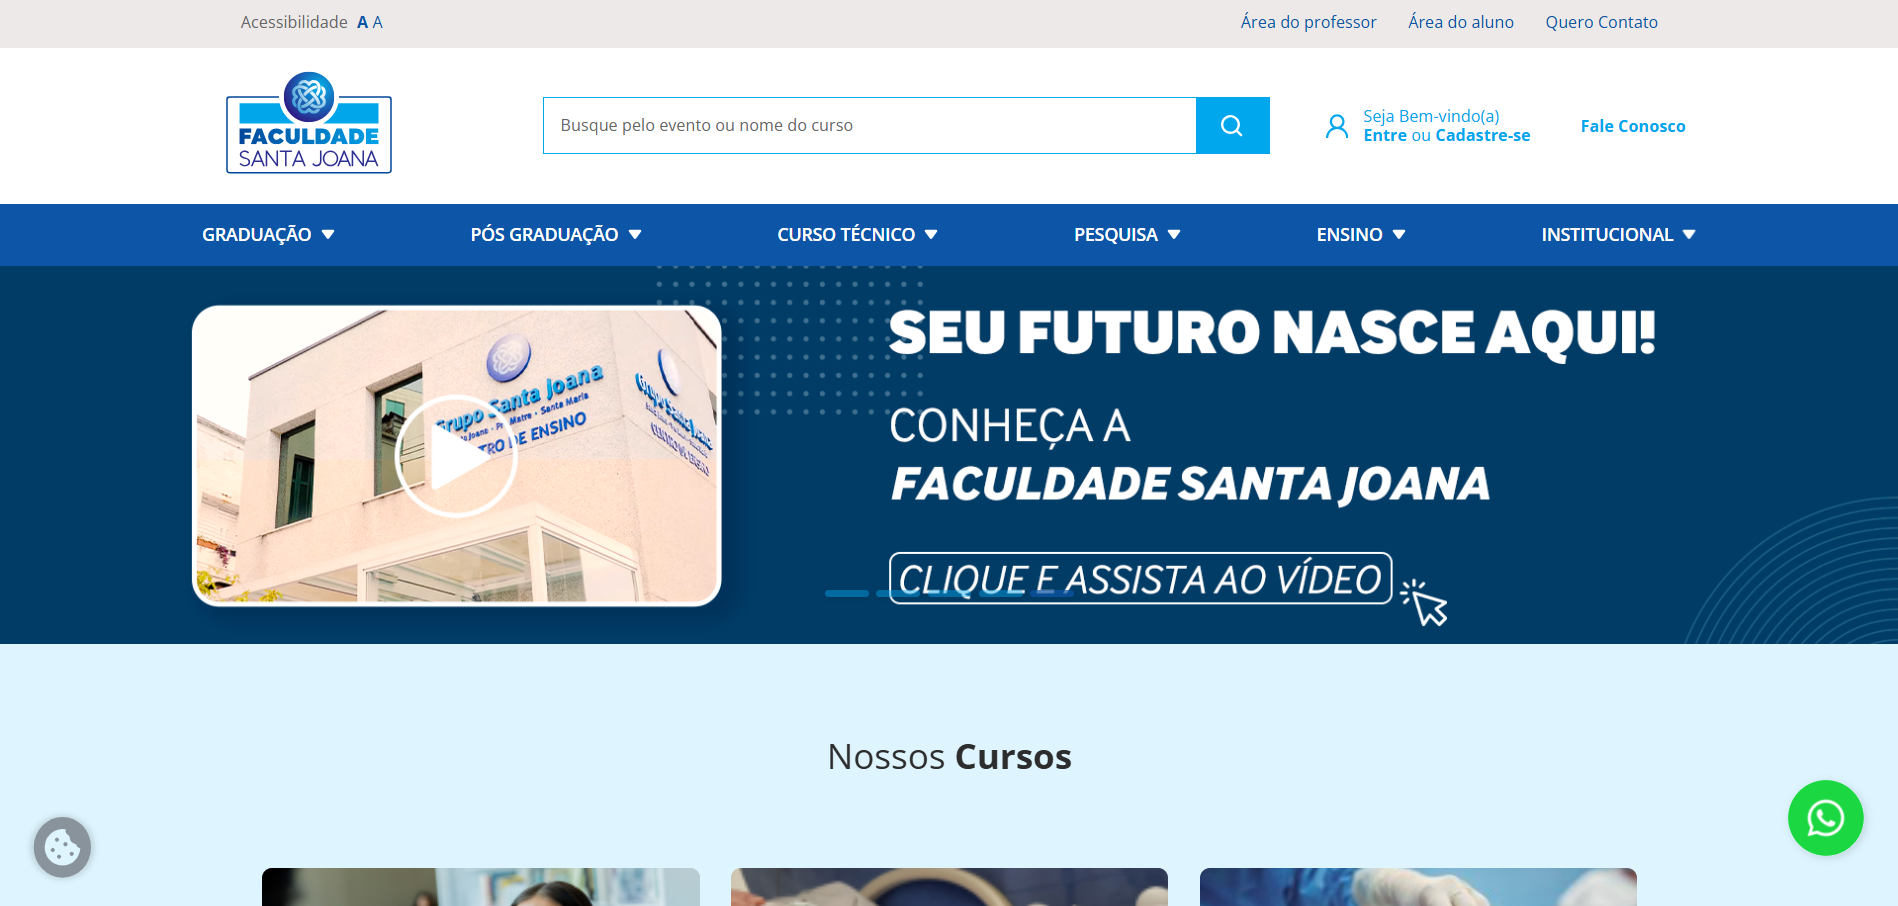 Acessibilidade A A
Área do professor
Área do aluno
Quero Contato
FACULDADE
SANTA JOANA
Busque pelo evento ou nome do curso
Seja Bem-vindo(a)
Entre ou Cadastre-se
Fale Conosco
GRADUAÇÃO
PÓS GRADUAÇÃO
CURSO TÉCNICO
PESQUISA
ENSINO
INSTITUCIONAL
Grupo Santa Joana
Santa Maria
DE ENSINO
SEU FUTURO NASCE AQUI!
CONHEÇA A
FACULDADE SANTA JOANA
CLIQUE E ASSISTA AO VÍDEO
Nossos Cursos